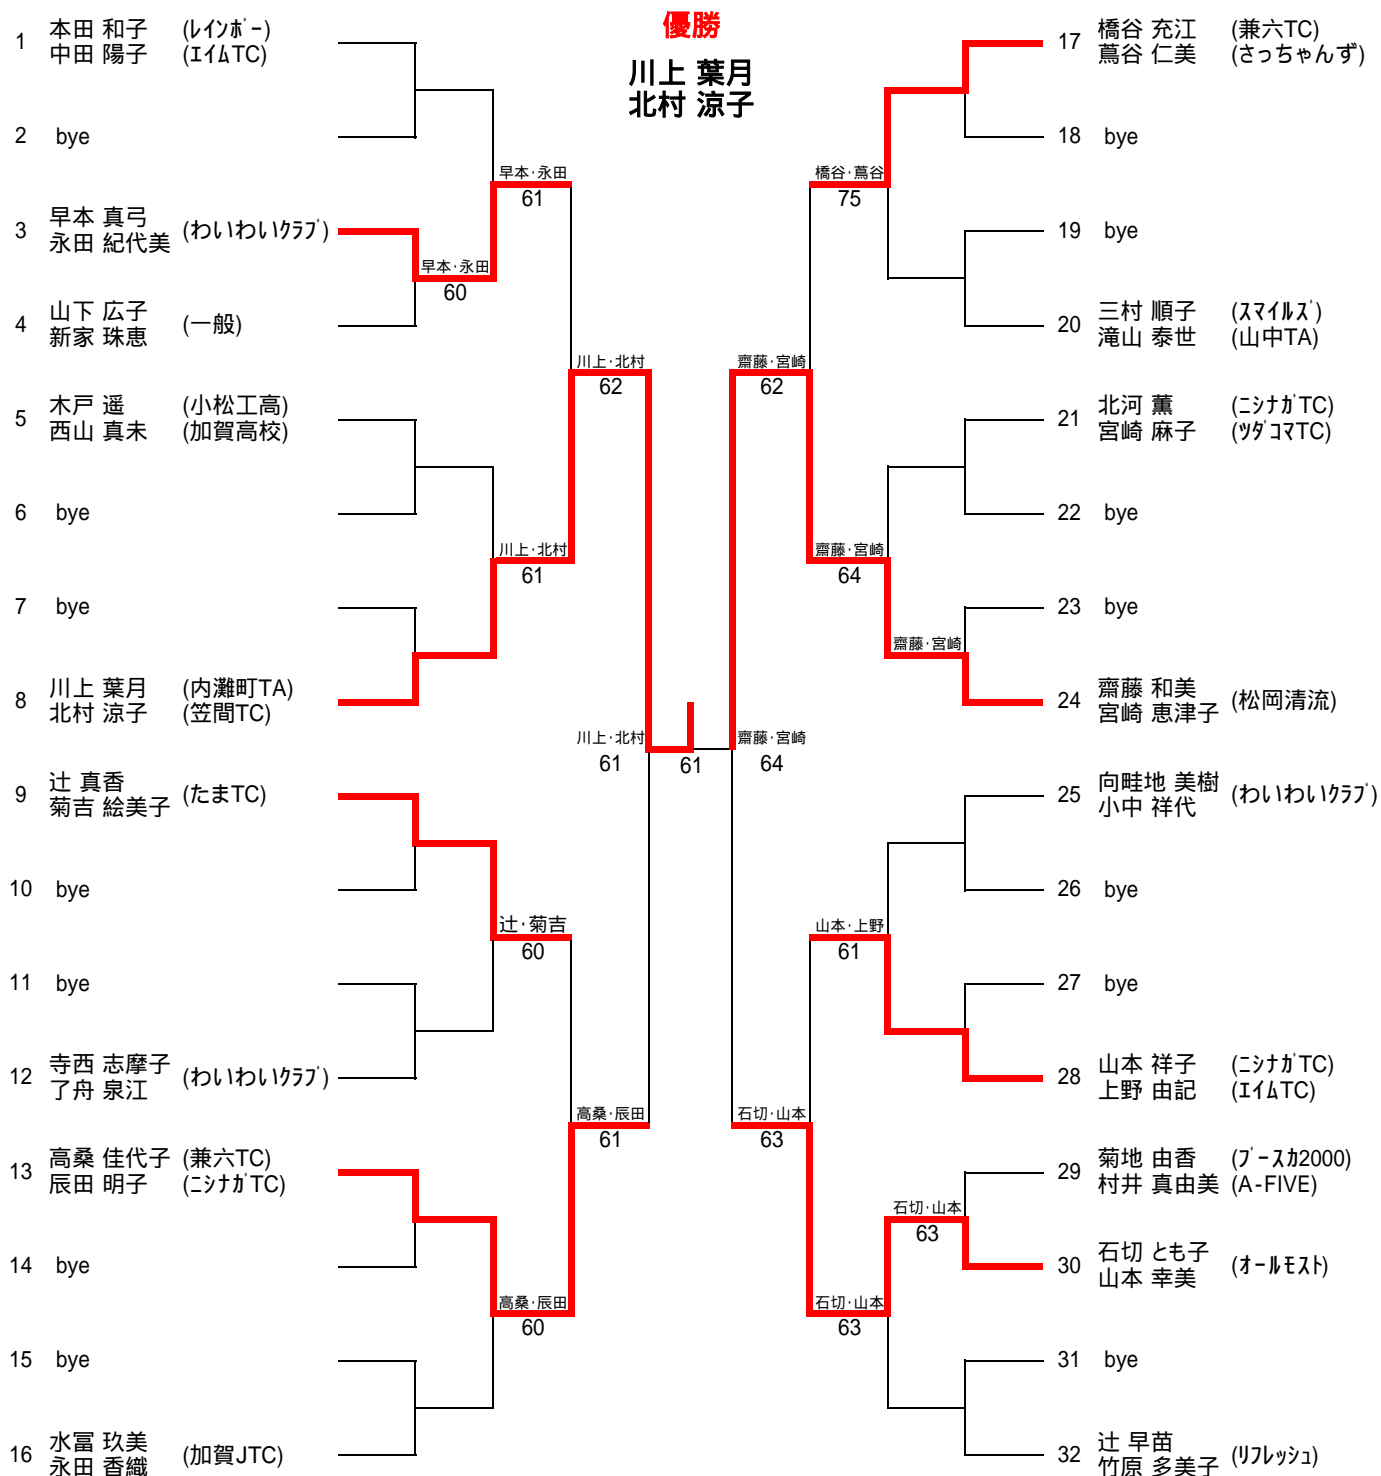 優勝
川上 葉月
北村 涼子
1 本田 和子 (ﾚｲﾝﾎﾞｰ)
中田 陽子 (ｴｲﾑTC)
2 bye
早本･永田
61
3 早本 真弓 (わいわいｸﾗﾌﾞ)
永田 紀代美
早本･永田
60
4 山下 広子 (一般)
新家 珠恵
川上･北村
62
5 木戸 遥 (小松工高)
西山 真未 (加賀高校)
6 bye
川上･北村
61
7 bye
8 川上 葉月 (内灘町TA)
北村 涼子 (笠間TC)
川上･北村
61
61
9 辻 真香 (たまTC)
菊吉 絵美子
10 bye
辻･菊吉
60
11 bye
12 寺西 志摩子 (わいわいｸﾗﾌﾞ)
了舟 泉江
高桑･辰田
61
13 高桑 佳代子 (兼六TC)
辰田 明子 (ﾆｼﾅｶﾞTC)
14 bye
高桑･辰田
60
15 bye
16 水冨 玖美 (加賀JTC)
永田 香織
17 橋谷 充江 (兼六TC)
蔦谷 仁美 (さっちゃんず)
18 bye
橋谷･蔦谷
75
19 bye
20 三村 順子 (ｽﾏｲﾙｽﾞ)
滝山 泰世 (山中TA)
齋藤･宮崎
62
21 北河 薫 (ﾆｼﾅｶﾞTC)
宮崎 麻子 (ﾂﾀﾞｺﾏTC)
22 bye
齋藤･宮崎
64
23 bye
齋藤･宮崎
24 齋藤 和美 (松岡清流)
宮崎 恵津子
齋藤･宮崎
64
25 向畦地 美樹 (わいわいｸﾗﾌﾞ)
小中 祥代
26 bye
山本･上野
61
27 bye
28 山本 祥子 (ﾆｼﾅｶﾞTC)
上野 由記 (ｴｲﾑTC)
石切･山本
63
29 菊地 由香 (ﾌﾞｰｽｶ2000)
村井 真由美 (A-FIVE)
石切･山本
63
30 石切 とも子 (ｵｰﾙﾓｽﾄ)
山本 幸美
石切･山本
63
31 bye
32 辻 早苗 (ﾘﾌﾚｯｼｭ)
竹原 多美子